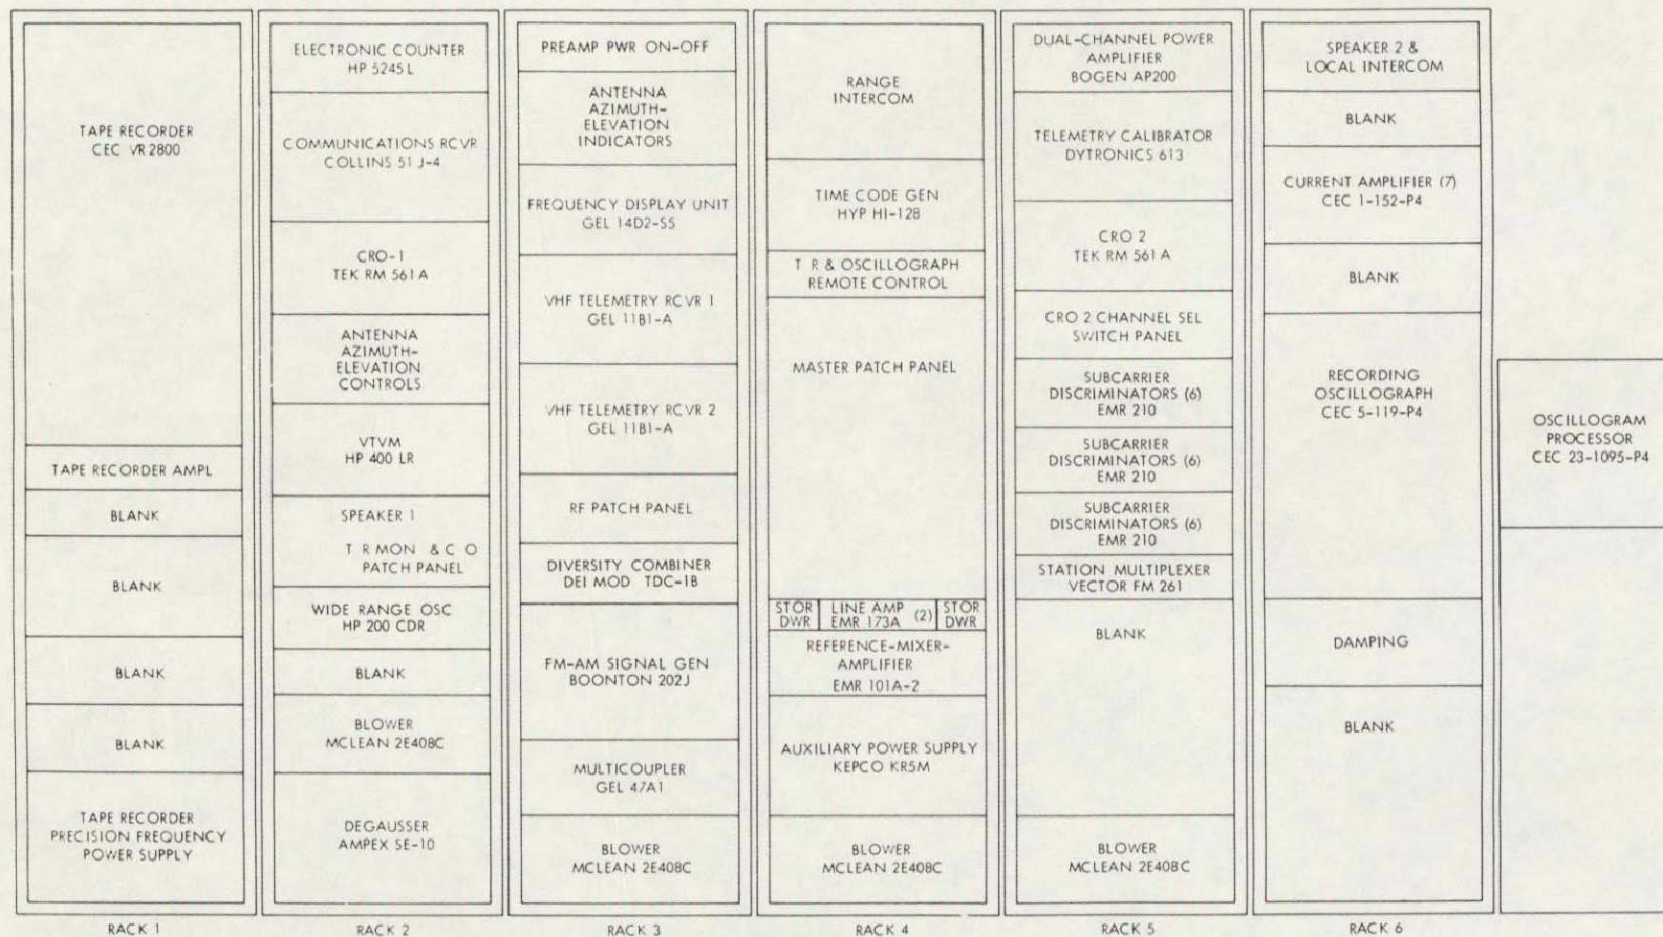 TAPE RECORDER
CEC VR 2800
TAPE RECORDER AMPL
BLANK
BLANK
BLANK
BLANK
TAPE RECORDER
PRECISION FREQUENCY
POWER SUPPLY
RACK 1
ELECTRONIC COUNTER
HP 5245 L
COMMUNICATIONS RCVR
COLLINS 51 J-4
CRO-1
TEK RM 561 A
ANTENNA
AZIMUTH-
ELEVATION
CONTROLS
VTVM
HP 400 LR
SPEAKER 1
T R MON & C O
PATCH PANEL
WIDE RANGE OSC
HP 200 CDR
BLANK
BLOWER
MCLEAN 2E408C
DEGAUSSER
AMPEX SE-10
RACK 2
PREAMP PWR ON-OFF
ANTENNA
AZIMUTH-
ELEVATION
INDICATORS
FREQUENCY DISPLAY UNIT
GEL 14D2-S5
VHF TELEMETRY RCVR 1
GEL 11B1-A
VHF TELEMETRY RCVR 2
GEL 11B1-A
RF PATCH PANEL
DIVERSITY COMBINER
DEI MOD TDC-1B
FM-AM SIGNAL GEN
BOONTON 202J
MULTICOUPLER
GEL 47A1
BLOWER
MCLEAN 2E408C
RACK 3
RANGE
INTERCOM
TIME CODE GEN
HYP HI-128
T R & OSCILLOGRAPH
REMOTE CONTROL
MASTER PATCH PANEL
STOR DWR
LINE AMP EMR 173A (2)
STOR DWR
REFERENCE-MIXER-
AMPLIFIER
EMR 101A-2
AUXILIARY POWER SUPPLY
KEPCO KR5M
BLOWER
MCLEAN 2E408C
RACK 4
DUAL-CHANNEL POWER
AMPLIFIER
BOGEN AP200
TELEMETRY CALIBRATOR
DYTRONICS 613
CRO 2
TEK RM 561 A
CRO 2 CHANNEL SEL
SWITCH PANEL
SUBCARRIER
DISCRIMINATORS (6)
EMR 210
SUBCARRIER
DISCRIMINATORS (6)
EMR 210
SUBCARRIER
DISCRIMINATORS (6)
EMR 210
STATION MULTIPLEXER
VECTOR FM 261
BLANK
BLOWER
MCLEAN 2E408C
RACK 5
SPEAKER 2 &
LOCAL INTERCOM
BLANK
CURRENT AMPLIFIER (7)
CEC 1-152-P4
BLANK
RECORDING
OSCILLOGRAPH
CEC 5-119-P4
DAMPING
BLANK
RACK 6
OSCILLOGRAM
PROCESSOR
CEC 23-1095-P4